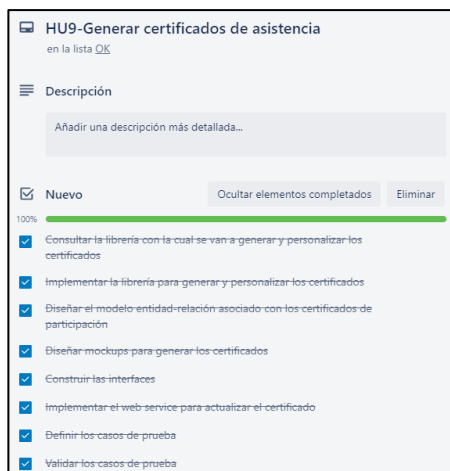 HU9-Generar certificados de asistencia
en la lista OK
Descripción
Añadir una descripción más detallada...
Nuevo
Ocultar elementos completados
Eliminar
100%
Consultar la librería con la cual se van a generar y personalizar los
certificados
Implementar la librería para generar y personalizar los certificados
Diseñar el modelo entidad-relación asociado con los certificados de
participación
Diseñar mockups para generar los certificados
Construir las interfaces
Implementar el web service para actualizar el certificado
Definir los casos de prueba
Validar los casos de prueba